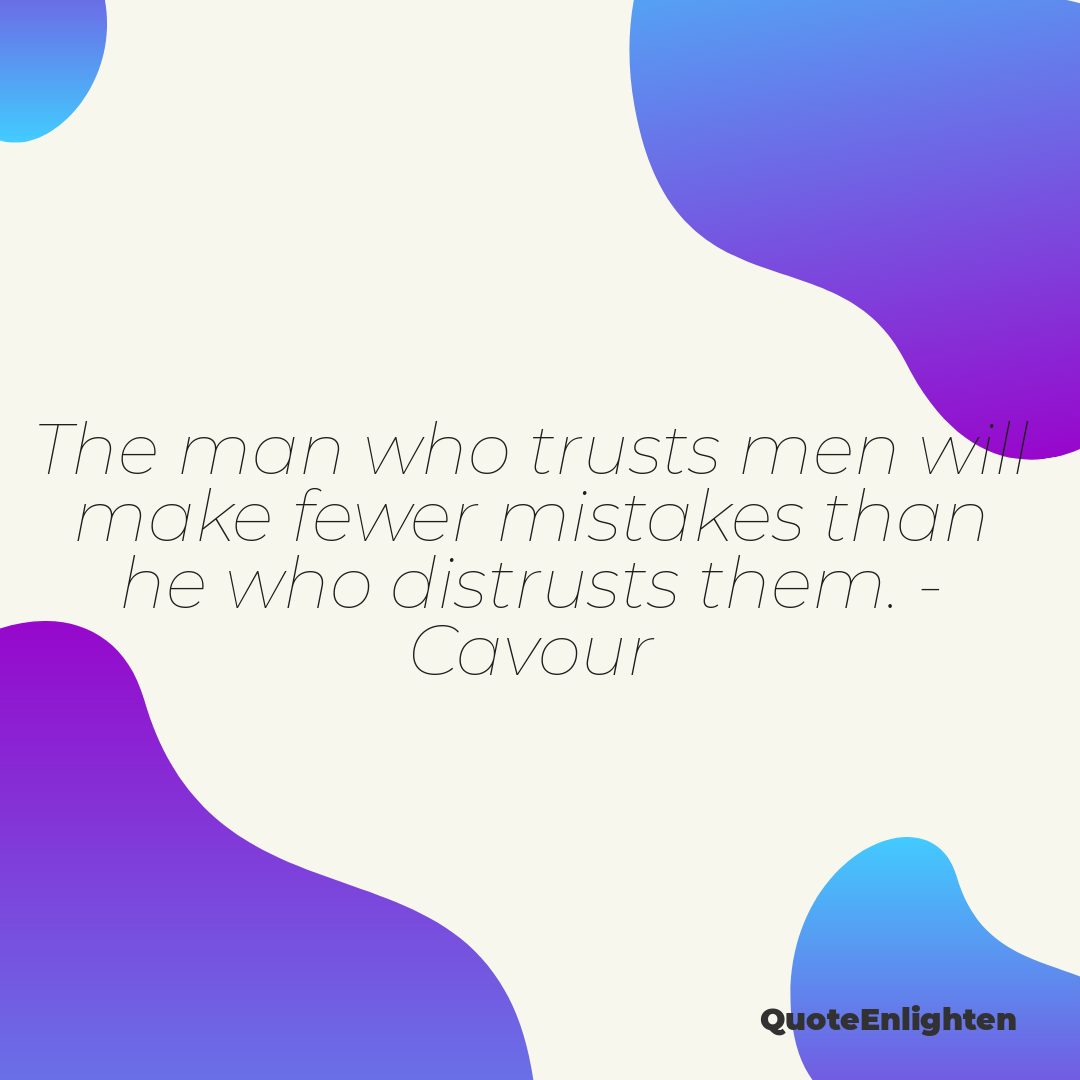 The man who trusts men will
make fewer mistakes than
he who distrusts them. -
Cavour
QuoteEnlighten